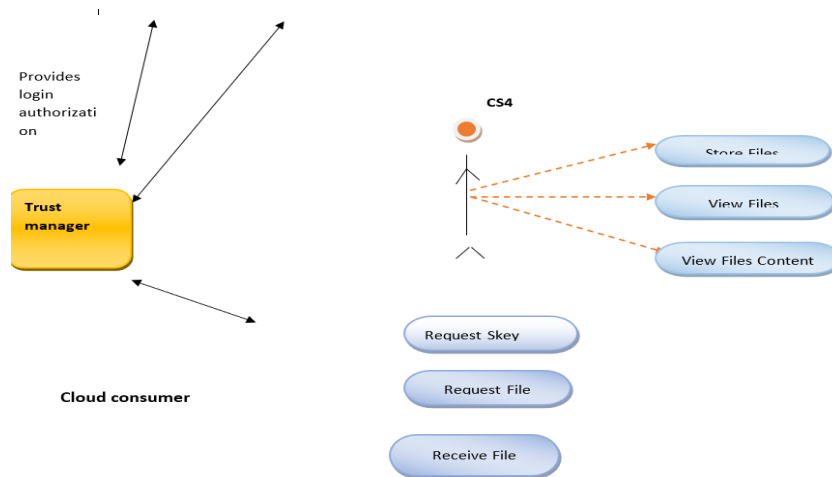 Provides
login
authorizati
on
CS4
Store Files
Trust
manager
View Files
View Files Content
Request Skey
Request File
Cloud consumer
Receive File